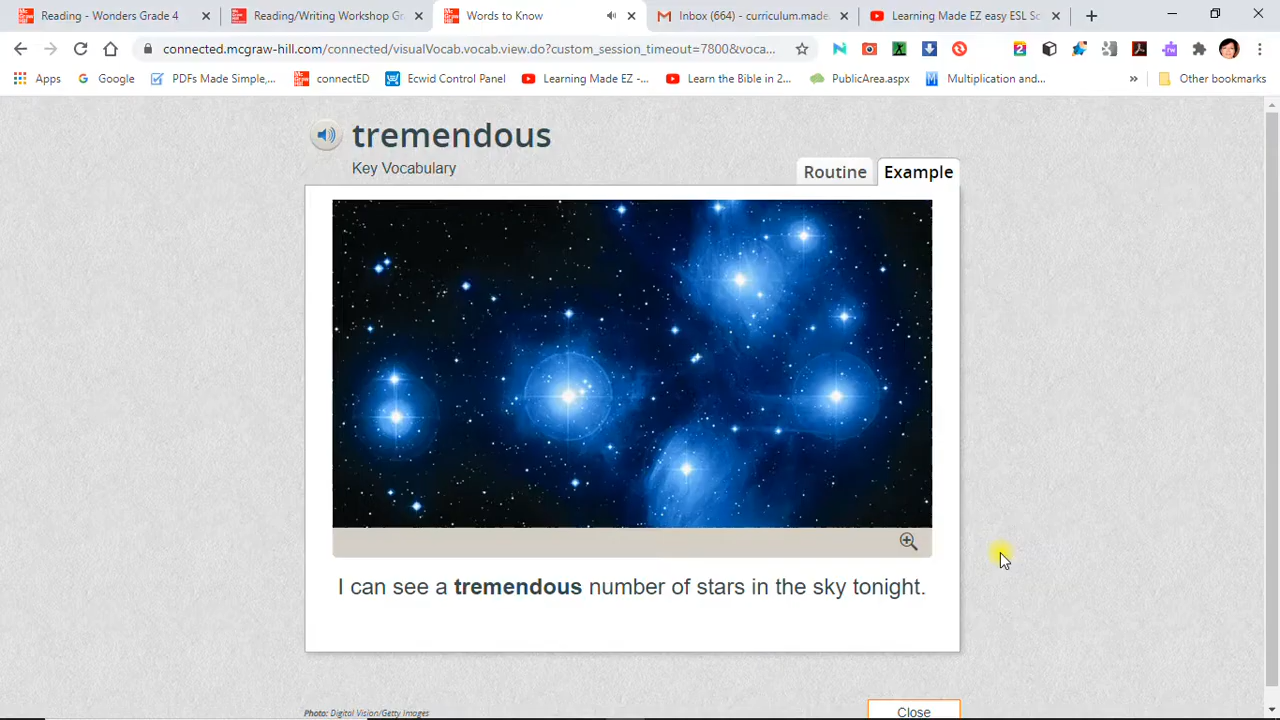 Reading - Wonders Grade 4
Reading/Writing Workshop Gr
Words to Know
Inbox (664) - curriculum.made
Learning Made EZ easy ESL Sc
connected.mcgraw-hill.com/connected/visualVocab.vocab.view.do?custom_session_timeout=7800&voca...
Apps
Google
PDFs Made Simple,...
connectED
Ecwid Control Panel
Learning Made EZ -...
Learn the Bible in 2...
PublicArea.aspx
Multiplication and...
»
Other bookmarks
tremendous
Key Vocabulary
Routine
Example
I can see a tremendous number of stars in the sky tonight.
Photo: Digital Vision/Getty Images
Close